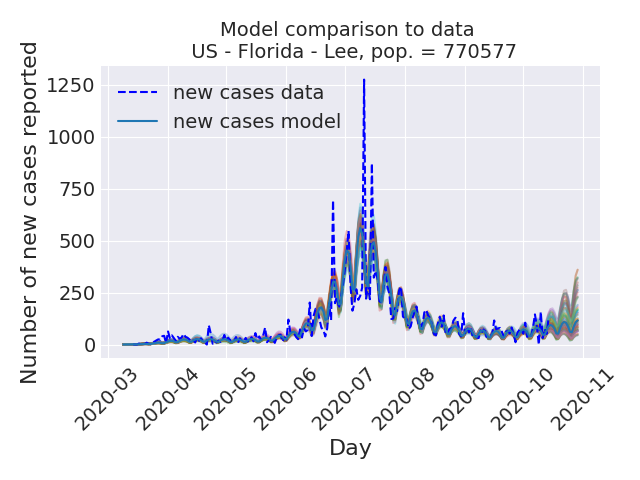 Model comparison to data
US - Florida - Lee, pop. = 770577
Number of new cases reported
1250
1000
750
500
250
0
new cases data
new cases model
2020-03
2020-04
2020-05
2020-06
2020-07
2020-08
2020-09
2020-10
2020-11
Day